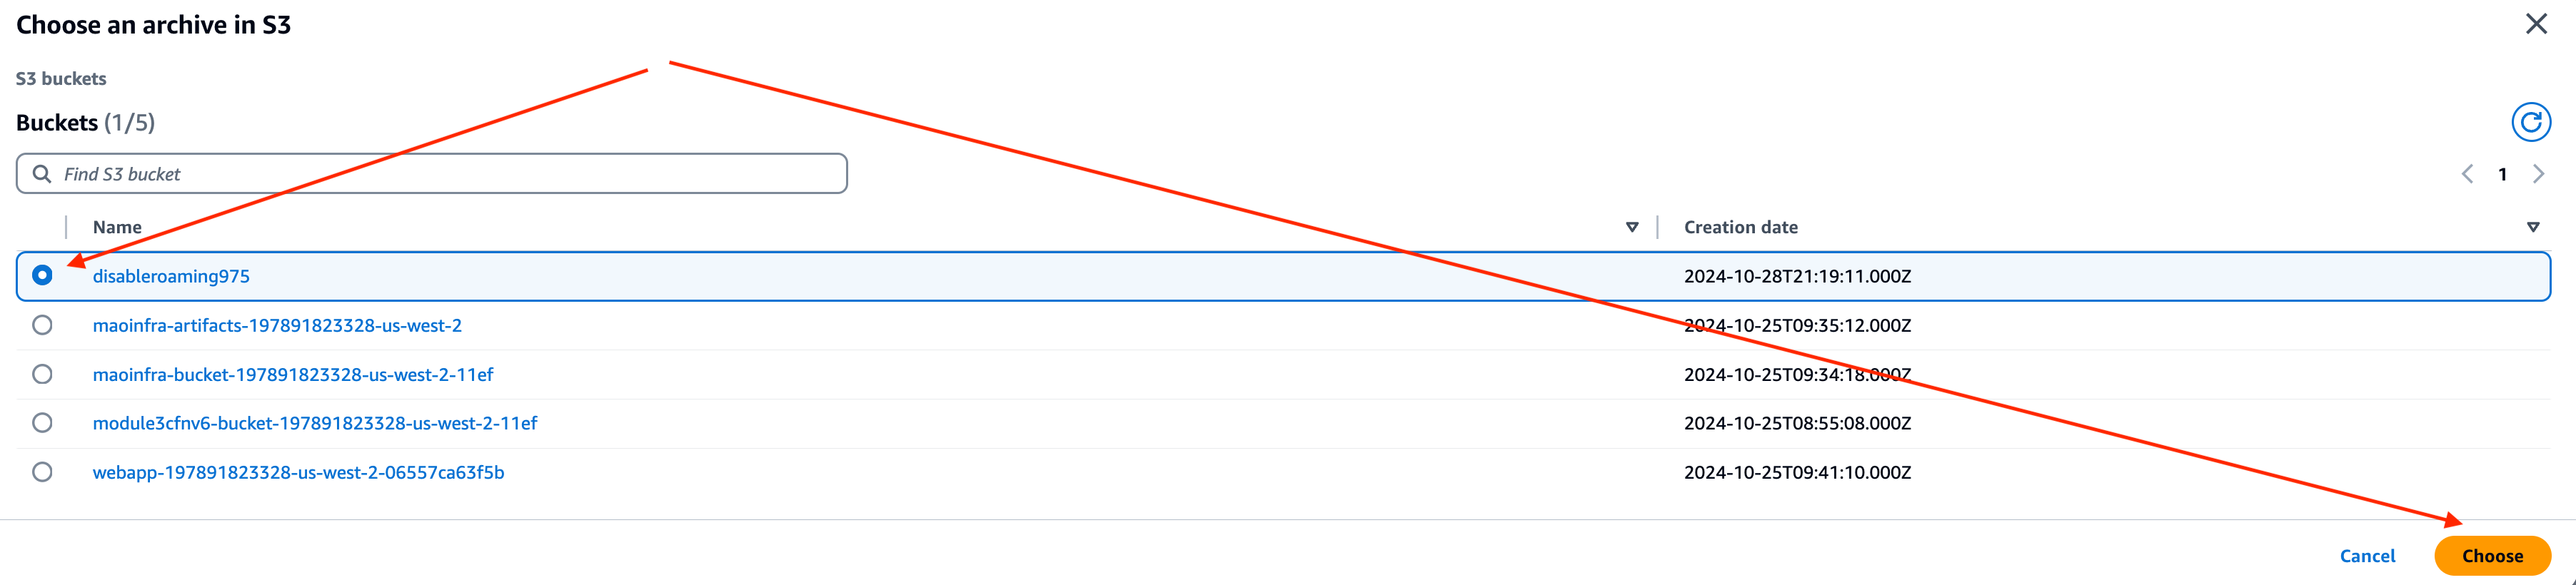 Choose an archive in S3
S3 buckets
Buckets (1/5)
Find S3 bucket
1
Name Creation date
disableroaming975 2024-10-28T21:19:11.000Z
maoinfra-artifacts-197891823328-us-west-2 2024-10-25T09:35:12.000Z
maoinfra-bucket-197891823328-us-west-2-11ef 2024-10-25T09:34:18.000Z
module3cfnv6-bucket-197891823328-us-west-2-11ef 2024-10-25T08:55:08.000Z
webapp-197891823328-us-west-2-06557ca63f5b 2024-10-25T09:41:10.000Z
Cancel Choose